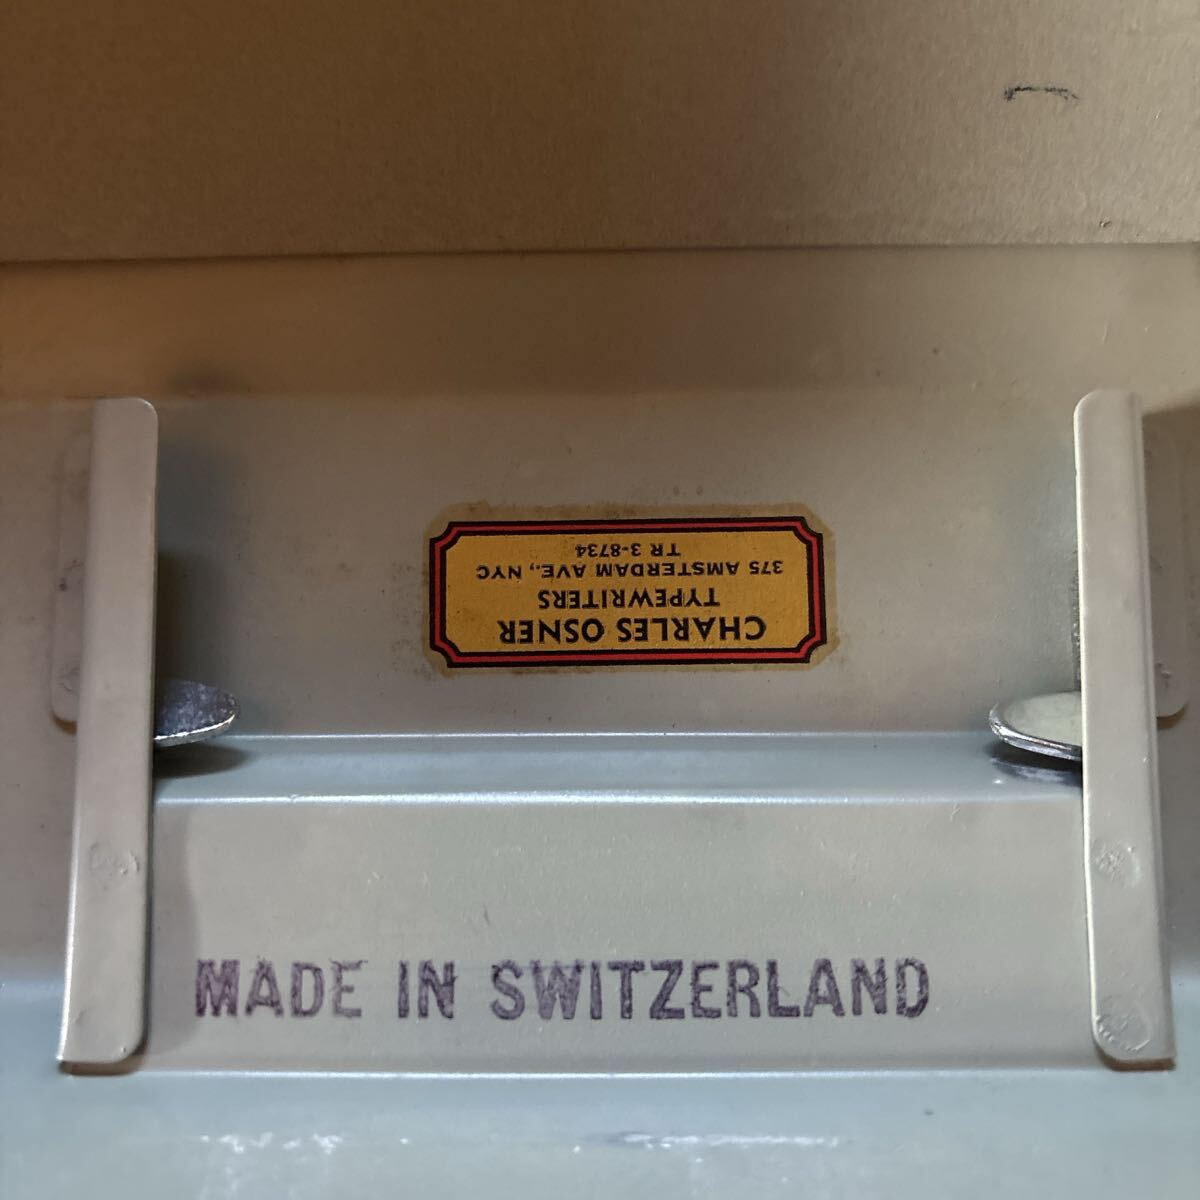 CHARLES OSNER
TYPEWRITERS
375 AMSTERDAM AVE., NYC
TR 3-8734
MADE IN SWITZERLAND